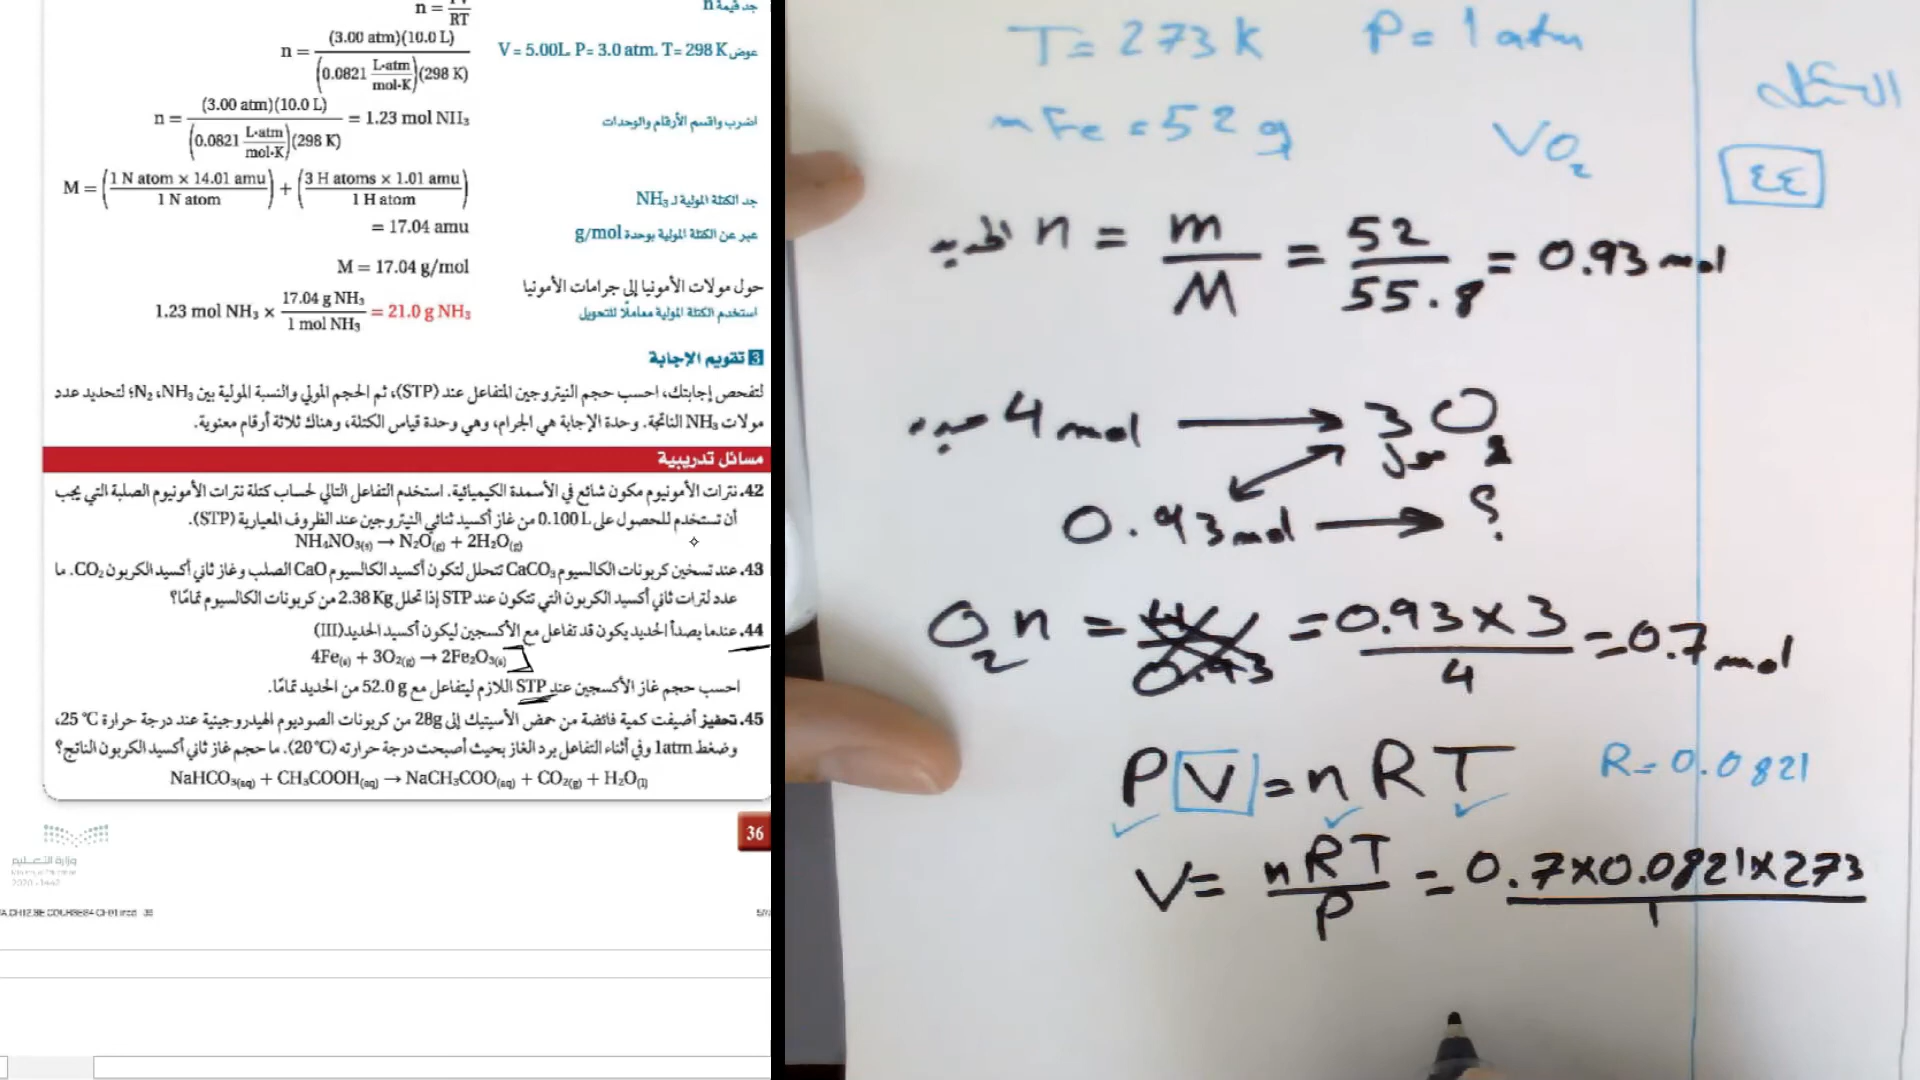 n = PV / RT جد قيمة n
n = (3.00 atm)(10.0 L) / (0.0821 L·atm / mol·K)(298 K) عوض V = 5.00L. P= 3.0 atm. T= 298 K
n = (3.00 atm)(10.0 L) / (0.0821 L·atm / mol·K)(298 K) = 1.23 mol NH₃ اضرب واقسم الأرقام والوحدات
M = (1 N atom × 14.01 amu / 1 N atom) + (3 H atoms × 1.01 amu / 1 H atom) جد الكتلة المولية لـ NH₃
= 17.04 amu عبر عن الكتلة المولية بوحدة g/mol
M = 17.04 g/mol
حول مولات الأمونيا إلى جرامات الأمونيا
1.23 mol NH₃ × 17.04 g NH₃ / 1 mol NH₃ = 21.0 g NH₃ استخدم الكتلة المولية معاملًا للتحويل
3 تقويم الإجابة
لتفحص إجابتك، احسب حجم النيتروجين المتفاعل عند (STP)، ثم الحجم المولي والنسبة المولية بين N₂ ،NH₃؛ لتحديد عدد
مولات NH₃ الناتجة. وحدة الإجابة هي الجرام، وهي وحدة قياس الكتلة، وهناك ثلاثة أرقام معنوية.
مسائل تدريبية
42. نترات الأمونيوم مكون شائع في الأسمدة الكيميائية. استخدم التفاعل التالي لحساب كتلة نترات الأمونيوم الصلبة التي يجب
أن تستخدم للحصول على 0.100 L من غاز أكسيد ثنائي النيتروجين عند الظروف المعيارية (STP).
NH₄NO₃(s) → N₂O(g) + 2H₂O(g)
43. عند تسخين كربونات الكالسيوم CaCO₃ تتحلل لتكون أكسيد الكالسيوم CaO الصلب وغاز ثاني أكسيد الكربون CO₂. ما
عدد لترات ثاني أكسيد الكربون التي تتكون عند STP إذا تحلل 2.38 Kg من كربونات الكالسيوم تمامًا؟
44. عندما يصدأ الحديد يكون قد تفاعل مع الأكسجين ليكون أكسيد الحديد(III)
4Fe(s) + 3O₂(g) → 2Fe₂O₃(s)
احسب حجم غاز الأكسجين عند STP اللازم ليتفاعل مع 52.0 g من الحديد تمامًا.
45. تحفيز أضيفت كمية فائضة من حمض الأسيتيك إلى 28g من كربونات الصوديوم الهيدروجينية عند درجة حرارة 25 °C،
وضغط 1atm وفي أثناء التفاعل برد الغاز بحيث أصبحت درجة حرارته (20°C). ما حجم غاز ثاني أكسيد الكربون الناتج؟
NaHCO₃(aq) + CH₃COOH(aq) → NaCH₃COO(aq) + CO₂(g) + H₂O(l)
36
وزارة التعليم
2020 - 1442
T = 273 K P = 1 atm
m Fe = 52 g VO₂
٤٤
n = m / M = 52 / 55.8 = 0.93 mol
حديد 4 mol → 3 O₂ مول
0.93 mol → ?
O₂ n = = 0.93 × 3 / 4 = 0.7 mol
PV = nRT R = 0.0821
V = nRT / P = 0.7×0.0821×273 / 1